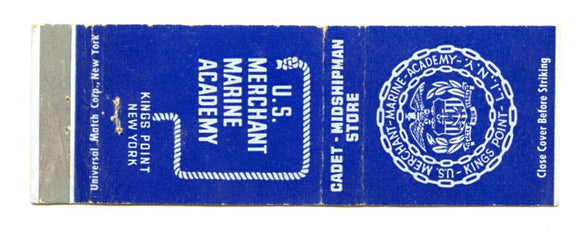 Universal Match Corp., New York
U.S.
MERCHANT
MARINE
ACADEMY
KINGS POINT
NEW YORK
CADET - MIDSHIPMAN
STORE
U.S. MERCHANT-MARINE-ACADEMY- KINGS POINT- L.I., N.Y.
Close Cover Before Striking